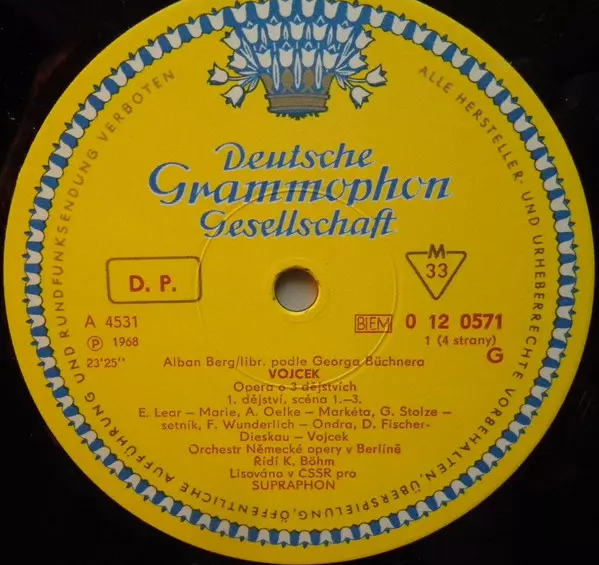 Deutsche
Grammophon
Gesellschaft
D. P.
M
33
A 4531
BIEM 0 12 0571
Ⓟ 1968
1 (4 strany)
23'25''
G
Alban Berg/libr. podle Georga Büchnera
VOJCEK
Opera o 3 dějstvích
1. dějství, scéna 1.–3.
E. Lear – Marie, A. Oelke – Markéta, G. Stolze –
setník, F. Wunderlich – Ondra, D. Fischer-
Dieskau – Vojcek
Orchestr Německé opery v Berlíně
Řídí K. Böhm
Lisováno v ČSSR pro
SUPRAPHON
ALLE HERSTELLER- UND URHEBERRECHTE VORBEHALTEN, ÜBERSPIELUNG, ÖFFENTLICHE AUFFÜHRUNG UND RUNDFUNKSENDUNG VERBOTEN